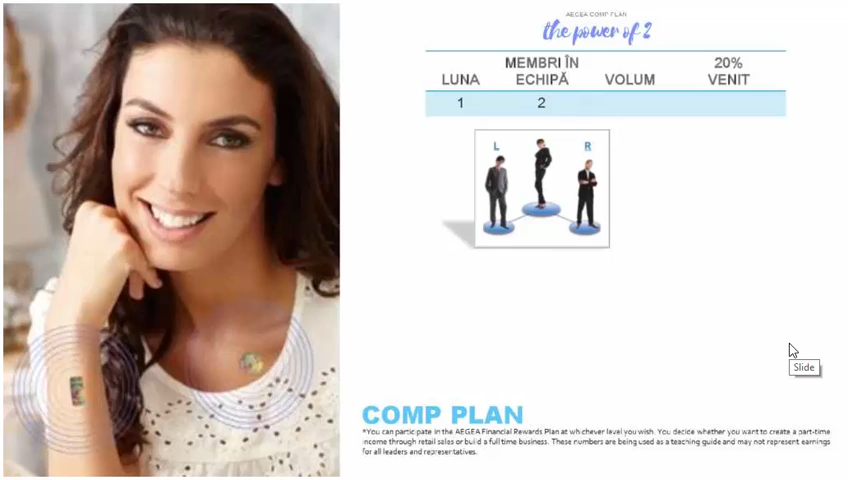 AEGEA COMP PLAN
the power of 2
LUNA MEMBRI ÎN ECHIPĂ VOLUM 20% VENIT
1 2
L R
Slide
COMP PLAN
*You can participate in the AEGEA Financial Rewards Plan at whichever level you wish. You decide whether you want to create a part-time
income through retail sales or build a full time business. These numbers are being used as a teaching guide and may not represent earnings
for all leaders and representatives.